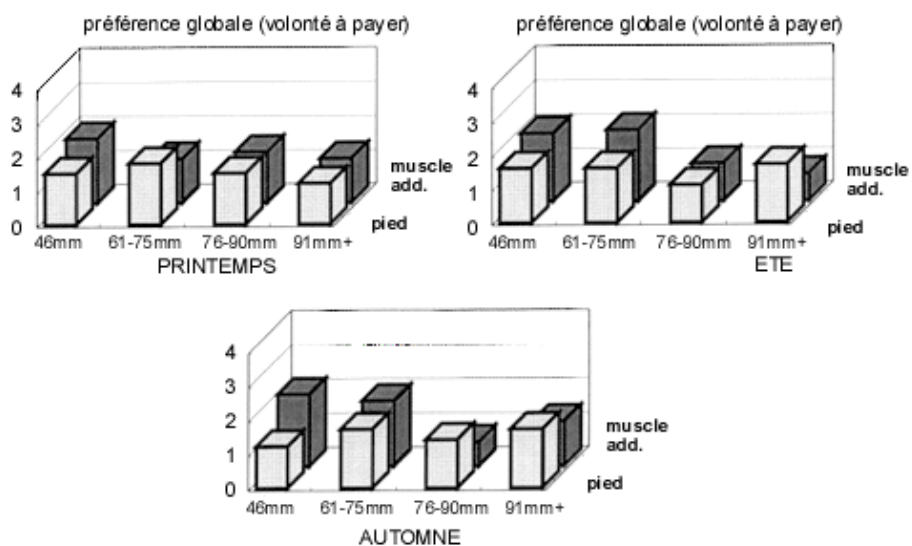 préférence globale (volonté à payer)
4
3
2
1
0
muscle
add.
pied
46mm 61-75mm 76-90mm 91mm+
PRINTEMPS
préférence globale (volonté à payer)
4
3
2
1
0
muscle
add.
pied
46mm 61-75mm 76-90mm 91mm+
ETE
4
3
2
1
0
muscle
add.
pied
46mm 61-75mm 76-90mm 91mm+
AUTOMNE